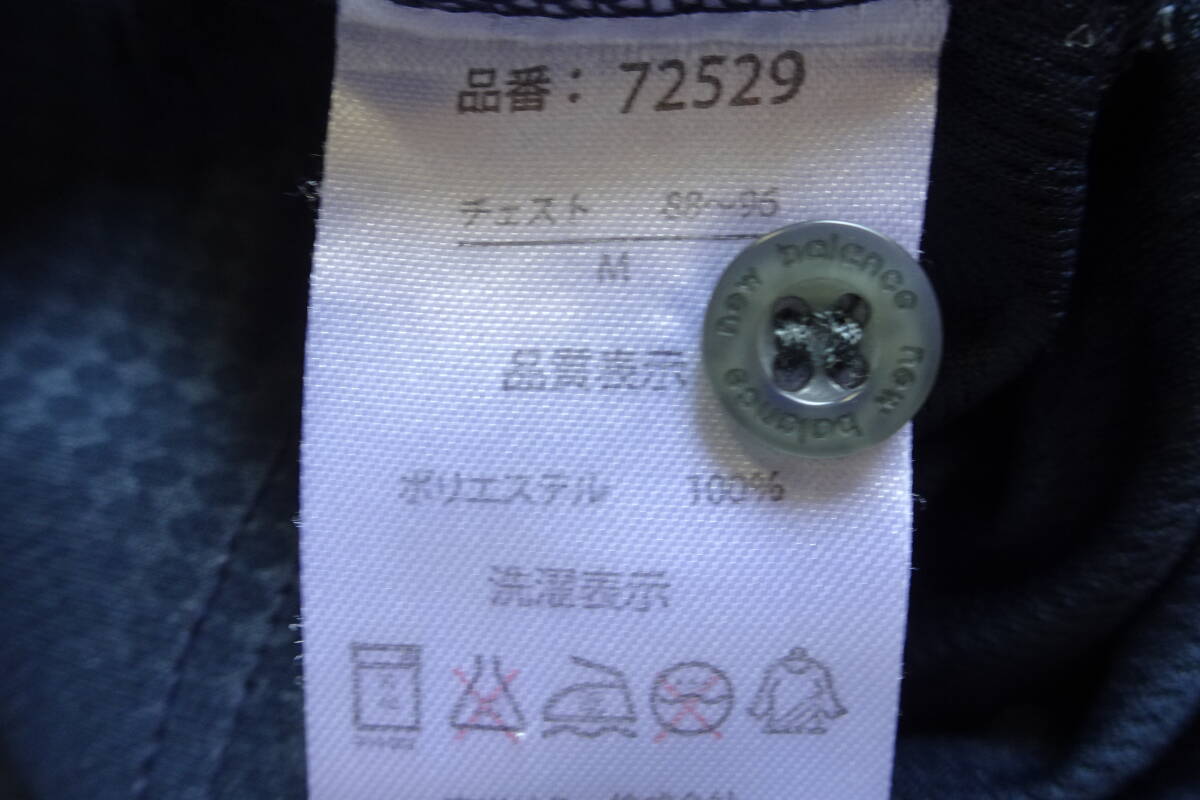 品番： 72529
チェスト 88～96
M
new balance new balance
品質表示
ポリエステル 100%
洗濯表示